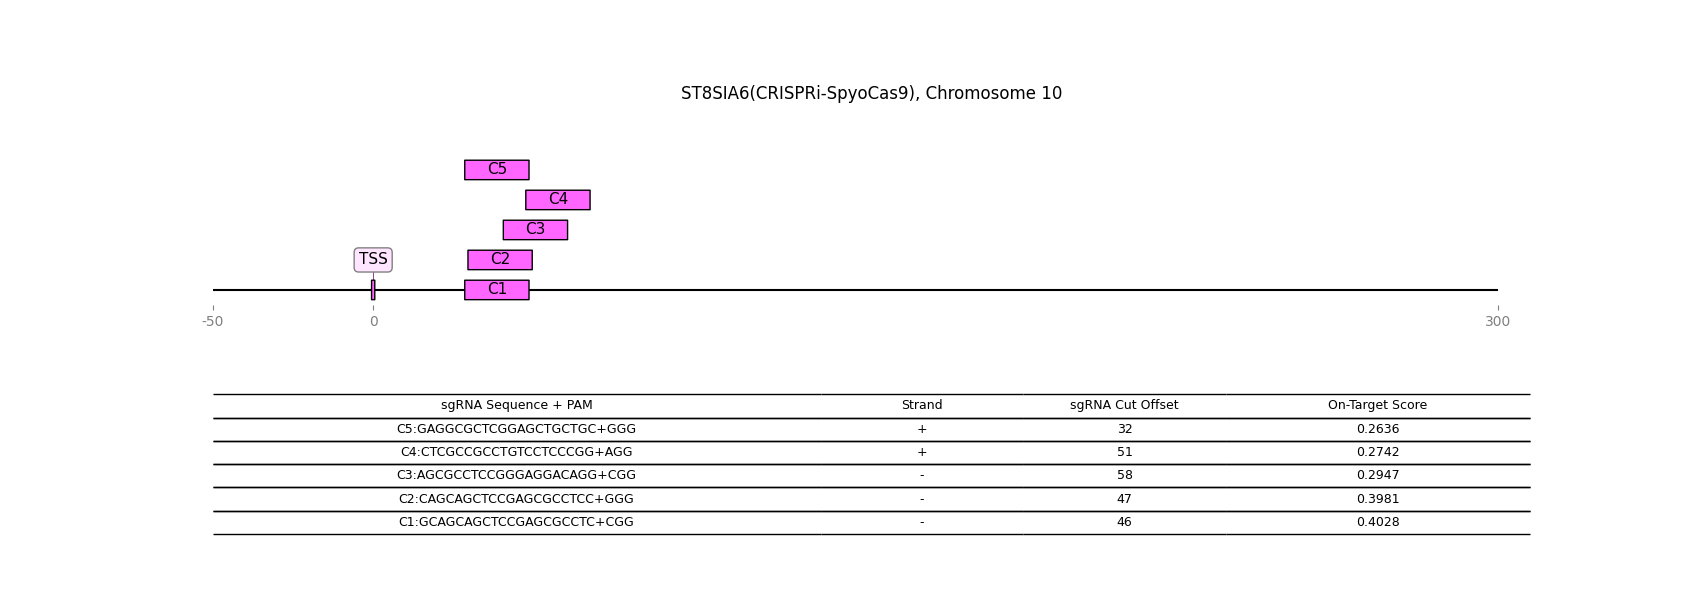 ST8SIA6(CRISPRi-SpyoCas9), Chromosome 10
C5
C4
C3
TSS C2
C1
-50 0 300
sgRNA Sequence + PAM Strand sgRNA Cut Offset On-Target Score
C5:GAGGCGCTCGGAGCTGCTGC+GGG + 32 0.2636
C4:CTCGCCGCCTGTCCTCCCGG+AGG + 51 0.2742
C3:AGCGCCTCCGGGAGGACAGG+CGG - 58 0.2947
C2:CAGCAGCTCCGAGCGCCTCC+GGG - 47 0.3981
C1:GCAGCAGCTCCGAGCGCCTC+CGG - 46 0.4028